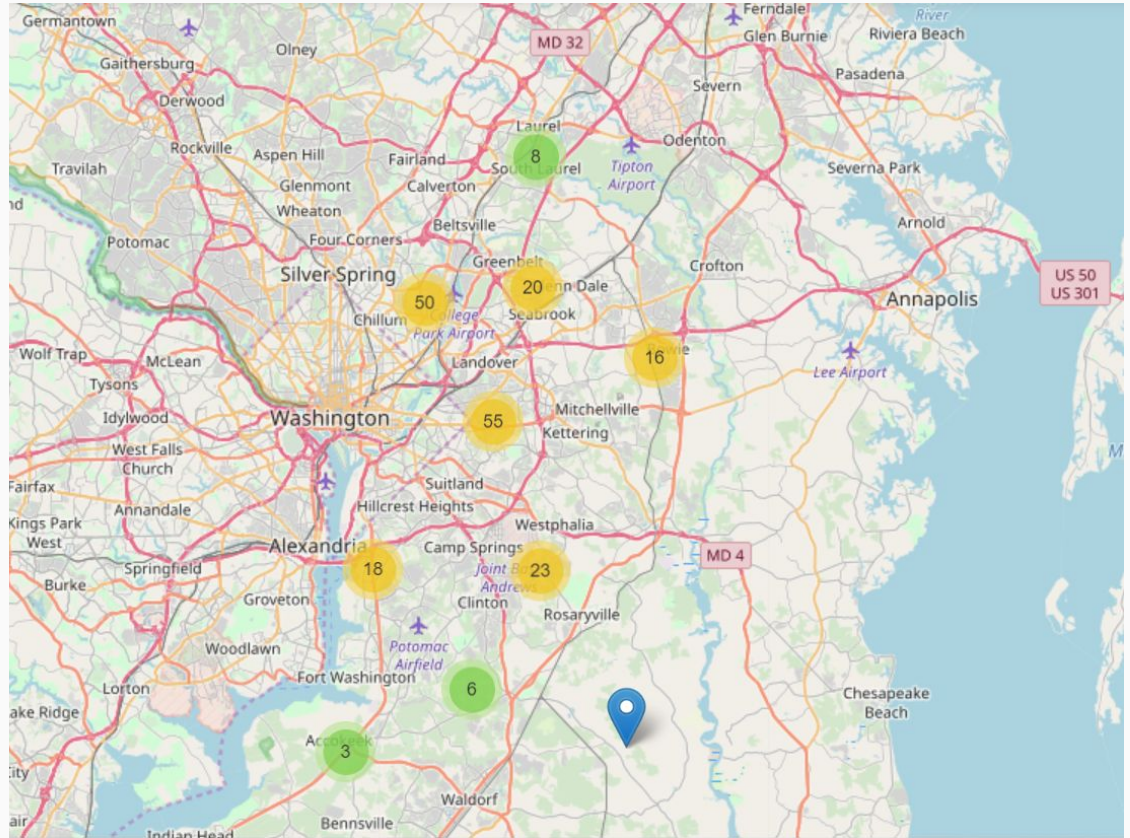 Germantown
Ferndale
River
Riviera Beach
Glen Burnie
MD 32
Olney
Gaithersburg
Pasadena
Severn
Derwood
Laurel
Odenton
Rockville
Aspen Hill
Fairland
8
Travilah
South Laurel
Tipton
Airport
Severna Park
Glenmont
Calverton
Wheaton
Beltsville
Arnold
Potomac
Four Corners
Greenbelt
Crofton
Silver Spring
US 50
US 301
20
enn Dale
50
Annapolis
Chillum
College
Park Airport
Seabrook
Wolf Trap
McLean
Landover
16
Lee Airport
Tysons
Idylwood
Washington
55
Mitchellville
Kettering
West Falls
Church
Fairfax
Suitland
Annandale
Hillcrest Heights
Kings Park
West
Westphalia
Alexandria
Camp Springs
MD 4
Springfield
18
Joint Ba
Andrews
23
Burke
Groveton
Clinton
Rosaryville
Woodlawn
Potomac
Airfield
Fort Washington
Lorton
6
Chesapeake
Beach
ake Ridge
Accokeek
3
Waldorf
Bennsville
Indian Head